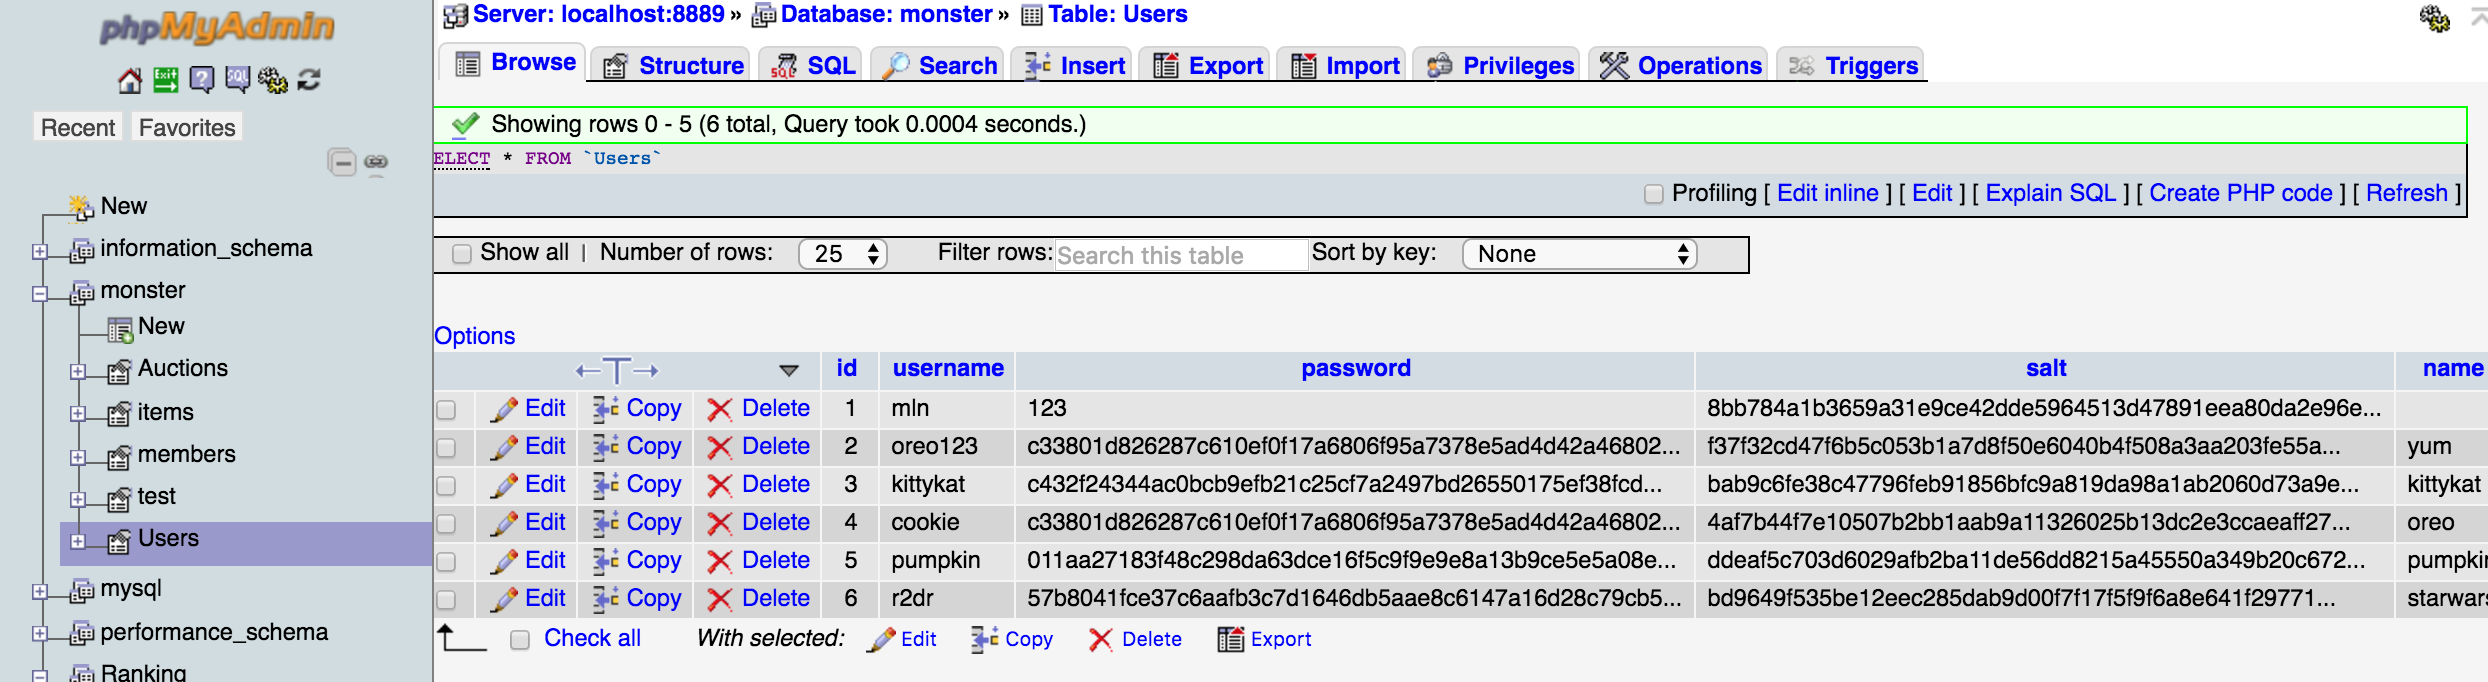 phpMyAdmin
Recent Favorites
New
information_schema
monster
New
Auctions
items
members
test
Users
mysql
performance_schema
Ranking
Server: localhost:8889 » Database: monster » Table: Users
Browse Structure SQL Search Insert Export Import Privileges Operations Triggers
Showing rows 0 - 5 (6 total, Query took 0.0004 seconds.)
ELECT * FROM `Users`
Profiling [ Edit inline ] [ Edit ] [ Explain SQL ] [ Create PHP code ] [ Refresh ]
Show all | Number of rows: 25 Filter rows: Search this table Sort by key: None
Options
←T→ id username password salt name
Edit Copy Delete 1 mln 123 8bb784a1b3659a31e9ce42dde5964513d47891eea80da2e96e...
Edit Copy Delete 2 oreo123 c33801d826287c610ef0f17a6806f95a7378e5ad4d42a46802... f37f32cd47f6b5c053b1a7d8f50e6040b4f508a3aa203fe55a... yum
Edit Copy Delete 3 kittykat c432f24344ac0bcb9efb21c25cf7a2497bd26550175ef38fcd... bab9c6fe38c47796feb91856bfc9a819da98a1ab2060d73a9e... kittykat
Edit Copy Delete 4 cookie c33801d826287c610ef0f17a6806f95a7378e5ad4d42a46802... 4af7b44f7e10507b2bb1aab9a11326025b13dc2e3ccaeaff27... oreo
Edit Copy Delete 5 pumpkin 011aa27183f48c298da63dce16f5c9f9e9e8a13b9ce5e5a08e... ddeaf5c703d6029afb2ba11de56dd8215a45550a349b20c672... pumpkin
Edit Copy Delete 6 r2dr 57b8041fce37c6aafb3c7d1646db5aae8c6147a16d28c79cb5... bd9649f535be12eec285dab9d00f7f17f5f9f6a8e641f29771... starwars
Check all With selected: Edit Copy Delete Export